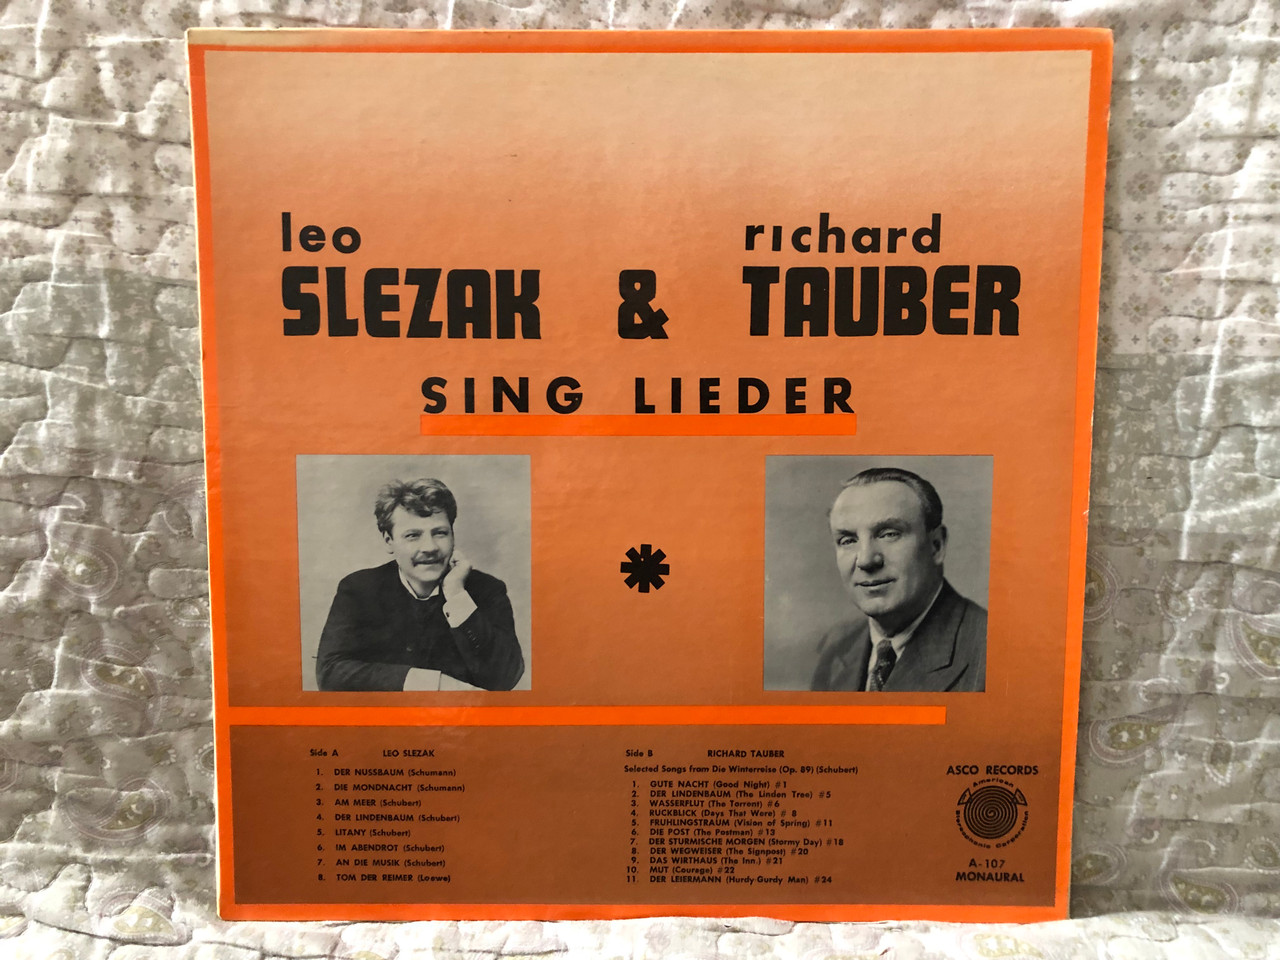 leo
SLEZAK & 
richard
TAUBER
SING LIEDER
*
Side A LEO SLEZAK
1. DER NUSSBAUM (Schumann)
2. DIE MONDNACHT (Schumann)
3. AM MEER (Schubert)
4. DER LINDENBAUM (Schubert)
5. LITANY (Schubert)
6. IM ABENDROT (Schubert)
7. AN DIE MUSIK (Schubert)
8. TOM DER REIMER (Loewe)
Side B RICHARD TAUBER
Selected Songs from Die Winterreise (Op. 89) (Schubert)
1. GUTE NACHT (Good Night) #1
2. DER LINDENBAUM (The Linden Tree) #5
3. WASSERFLUT (The Torrent) #6
4. RUCKBLICK (Days That Were) # 8
5. FRUHLINGSTRAUM (Vision of Spring) #11
6. DIE POST (The Postman) #13
7. DER STURMISCHE MORGEN (Stormy Day) #18
8. DER WEGWEISER (The Signpost) #20
9. DAS WIRTHAUS (The Inn.) #21
10. MUT (Courage) #22
11. DER LEIERMANN (Hurdy-Gurdy Man) #24
ASCO RECORDS
American
Stereophonic Corporation
A-107
MONAURAL